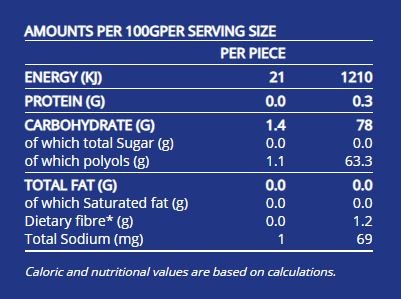 AMOUNTS PER 100GPER SERVING SIZE
PER PIECE
ENERGY (KJ) 21 1210
PROTEIN (G) 0.0 0.3
CARBOHYDRATE (G) 1.4 78
of which total Sugar (g) 0.0 0.0
of which polyols (g) 1.1 63.3
TOTAL FAT (G) 0.0 0.0
of which Saturated fat (g) 0.0 0.0
Dietary fibre* (g) 0.0 1.2
Total Sodium (mg) 1 69
Caloric and nutritional values are based on calculations.